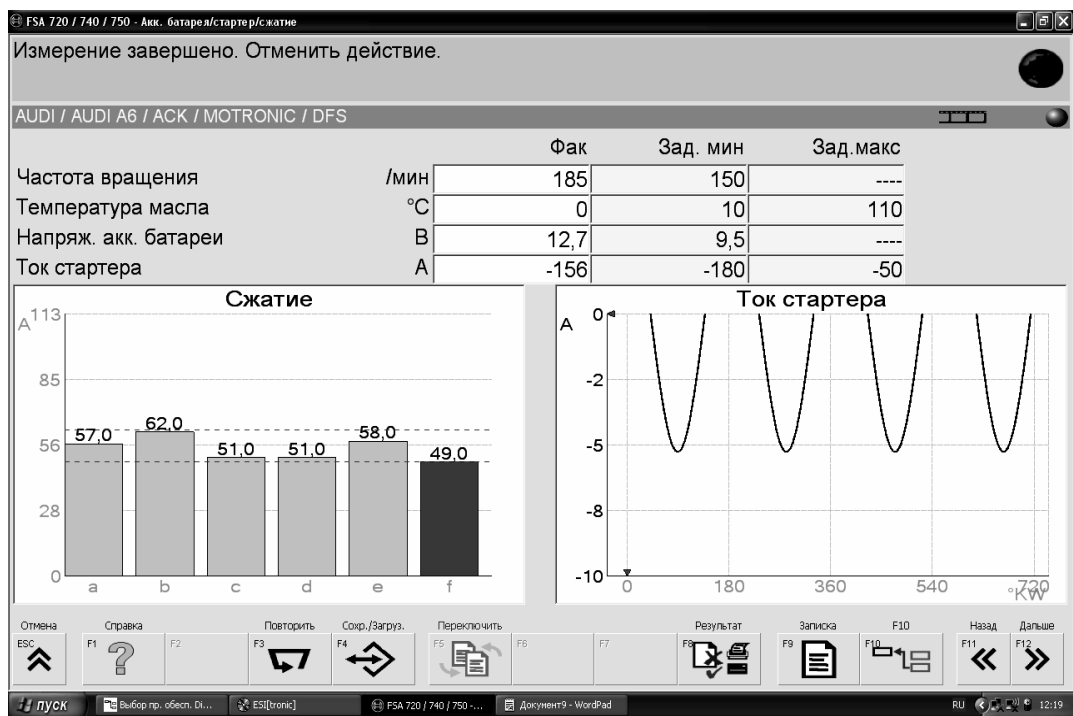 FSA 720 / 740 / 750 - Акк. батарея/стартер/сжатие
Измерение завершено. Отменить действие.
AUDI / AUDI A6 / ACK / MOTRONIC / DFS
Фак Зад. мин Зад.макс
Частота вращения /мин 185 150 ----
Температура масла °C 0 10 110
Напряж. акк. батареи В 12,7 9,5 ----
Ток стартера А -156 -180 -50
Сжатие
A
113
85
56
28
0
57,0 62,0 51,0 51,0 58,0 49,0
a b c d e f
Ток стартера
A
0
-2
-5
-8
-10
0 180 360 540 720
°KW
Отмена Справка Повторить Сохр./Загруз. Переключить Результат Записка F10 Назад Дальше
ESC F1 F2 F3 F4 F5 F6 F7 F8 F9 F10 F11 F12
пуск Выбор пр. обесп. Di... ESI[tronic] FSA 720 / 740 / 750 -... Документ9 - WordPad RU 12:19